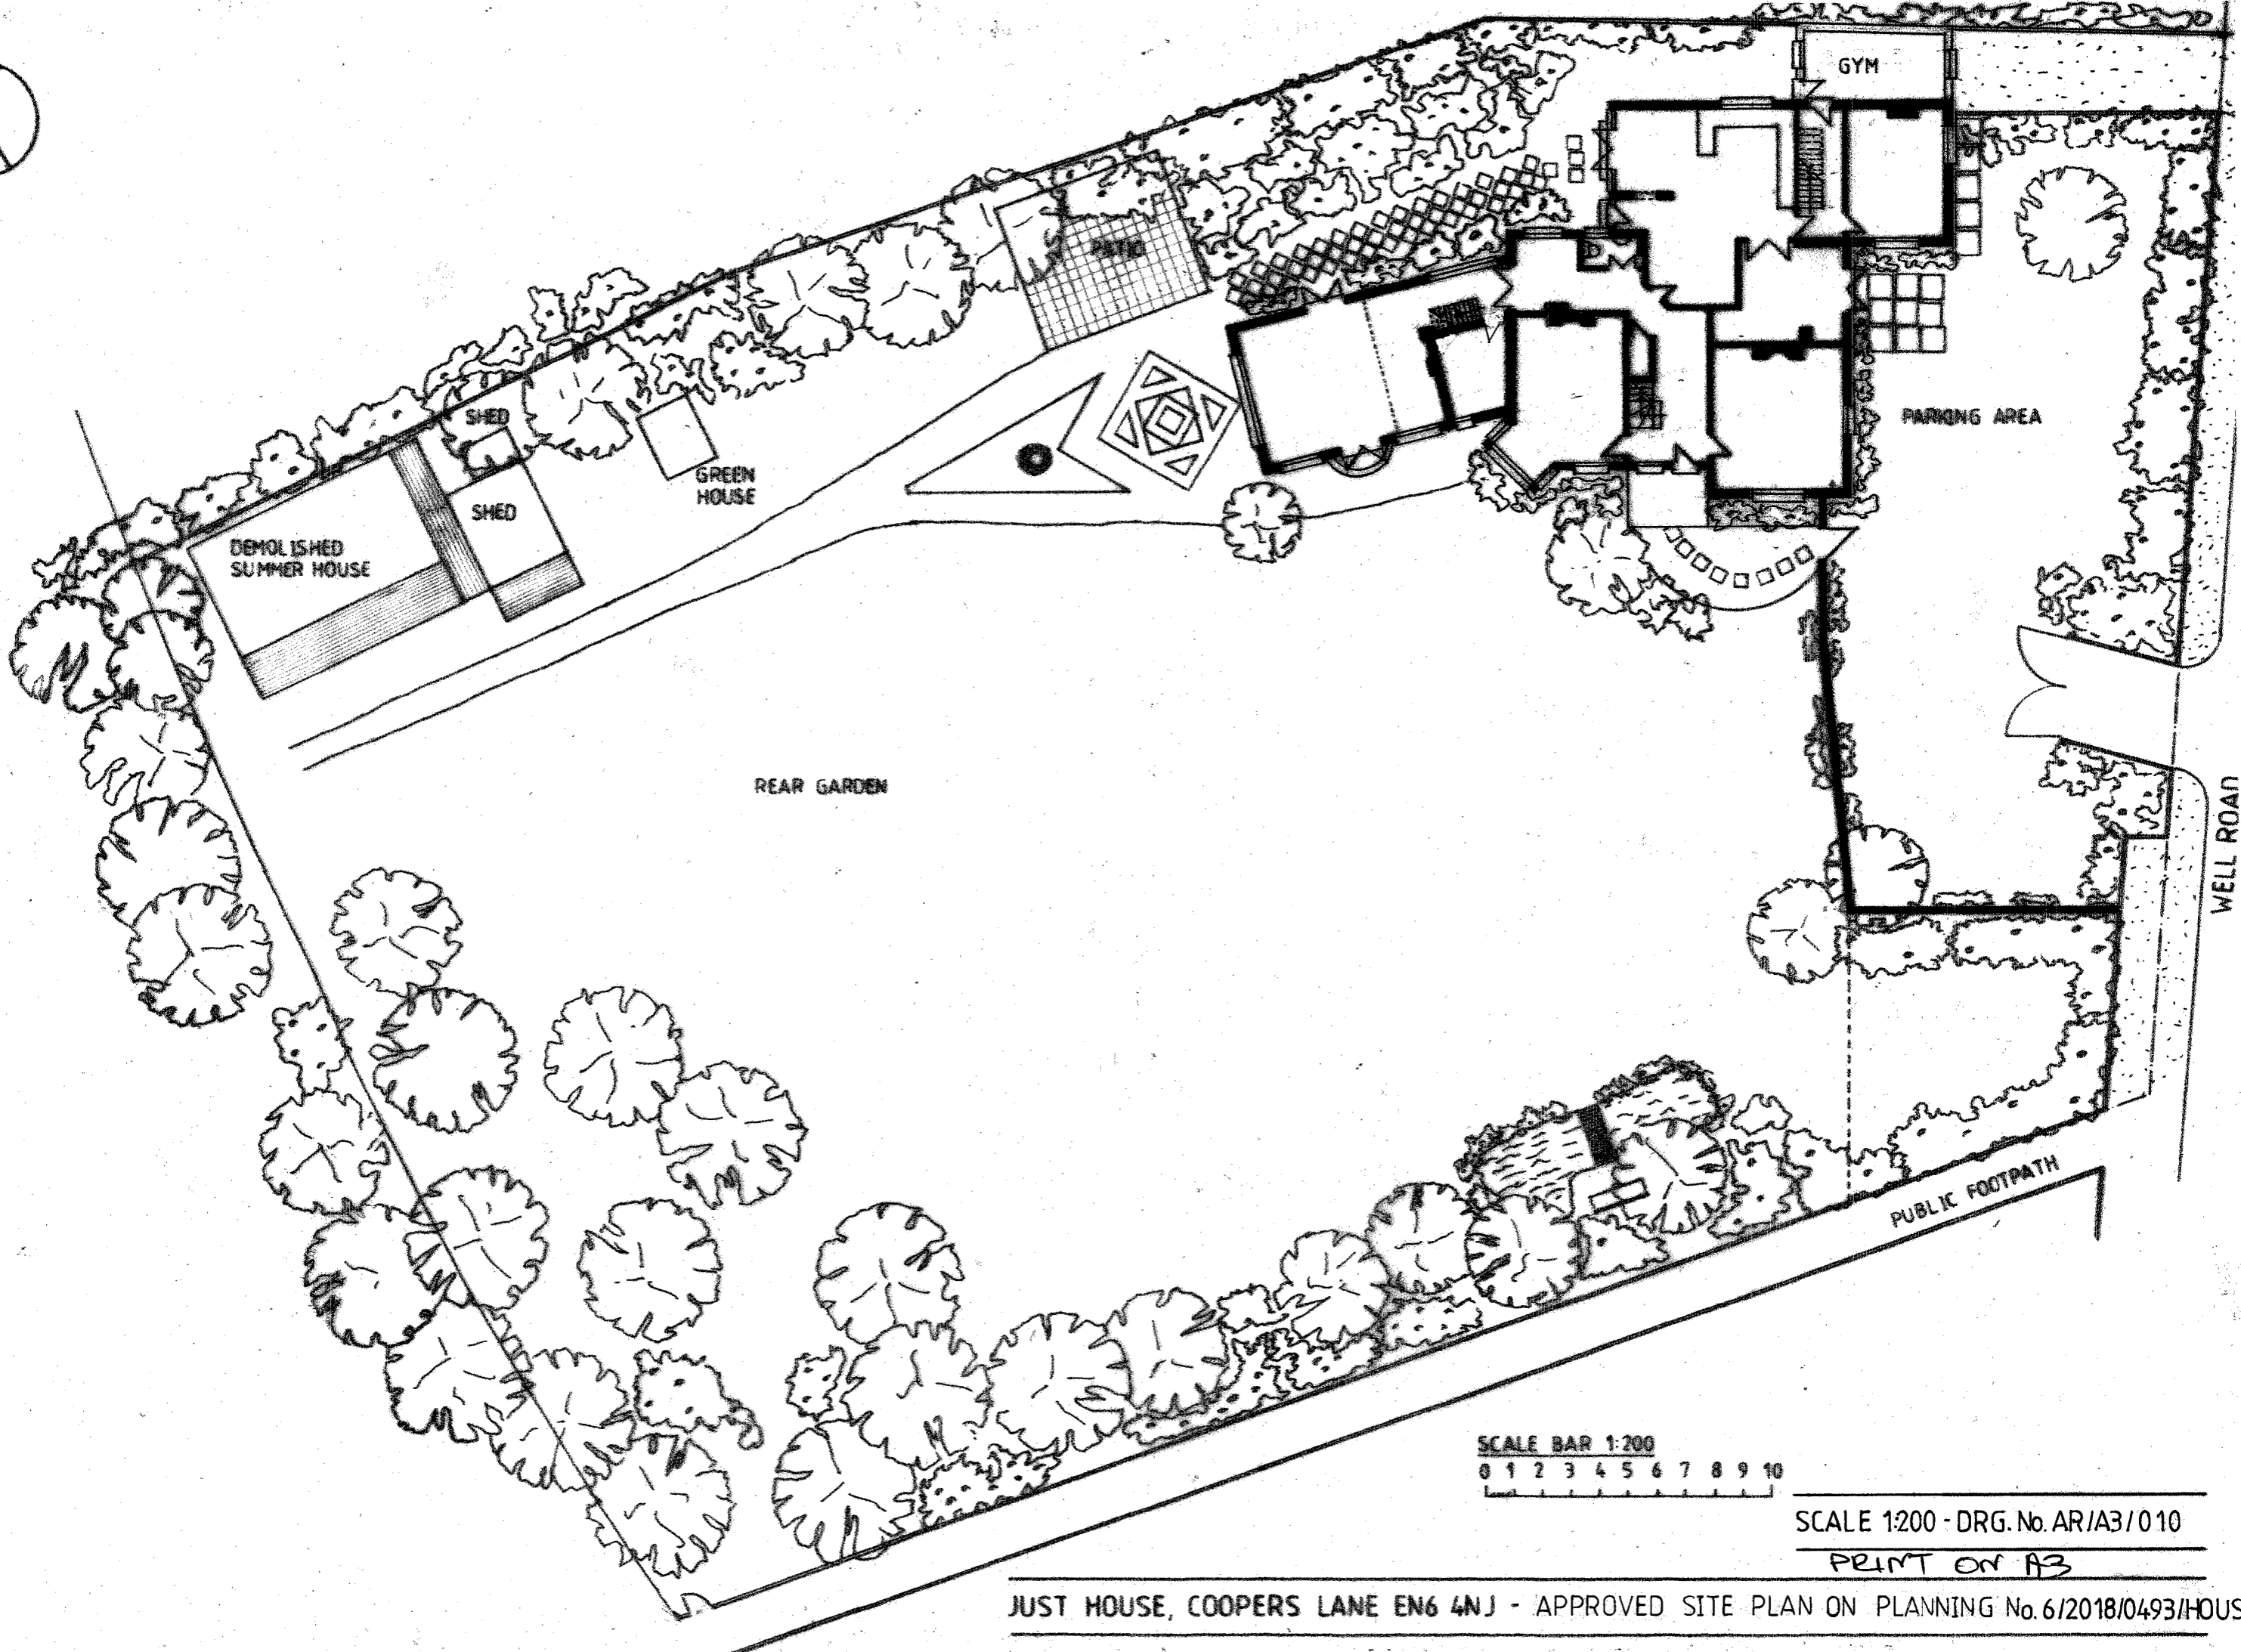 GYM
PATIO
PARKING AREA
SHED
GREEN
HOUSE
SHED
DEMOLISHED
SUMMER HOUSE
REAR GARDEN
WELL ROAD
PUBLIC FOOTPATH
SCALE BAR 1:200
0 1 2 3 4 5 6 7 8 9 10
SCALE 1:200 - DRG. No. AR/A3/010
PRINT ON A3
JUST HOUSE, COOPERS LANE EN6 4NJ - APPROVED SITE PLAN ON PLANNING No. 6/2018/0493/HOUS